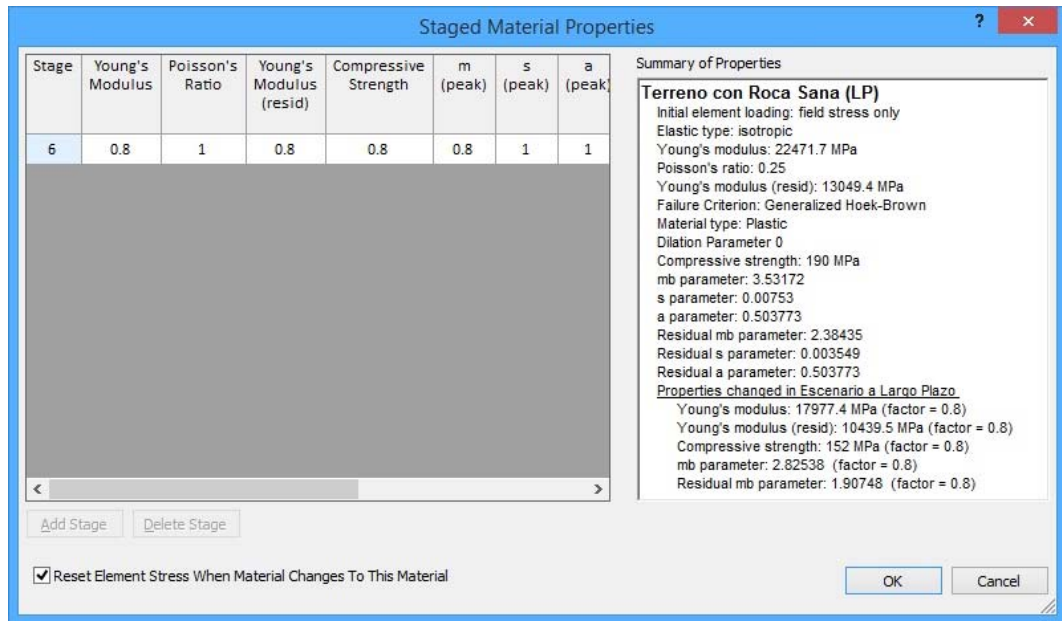 Staged Material Properties
?
×
Stage Young's Modulus Poisson's Ratio Young's Modulus (resid) Compressive Strength m (peak) s (peak) a (peak)
6 0.8 1 0.8 0.8 0.8 1 1
Summary of Properties
Terreno con Roca Sana (LP)
Initial element loading: field stress only
Elastic type: isotropic
Young's modulus: 22471.7 MPa
Poisson's ratio: 0.25
Young's modulus (resid): 13049.4 MPa
Failure Criterion: Generalized Hoek-Brown
Material type: Plastic
Dilation Parameter 0
Compressive strength: 190 MPa
mb parameter: 3.53172
s parameter: 0.00753
a parameter: 0.503773
Residual mb parameter: 2.38435
Residual s parameter: 0.003549
Residual a parameter: 0.503773
Properties changed in Escenario a Largo Plazo
Young's modulus: 17977.4 MPa (factor = 0.8)
Young's modulus (resid): 10439.5 MPa (factor = 0.8)
Compressive strength: 152 MPa (factor = 0.8)
mb parameter: 2.82538 (factor = 0.8)
Residual mb parameter: 1.90748 (factor = 0.8)
Add Stage Delete Stage
Reset Element Stress When Material Changes To This Material
OK Cancel